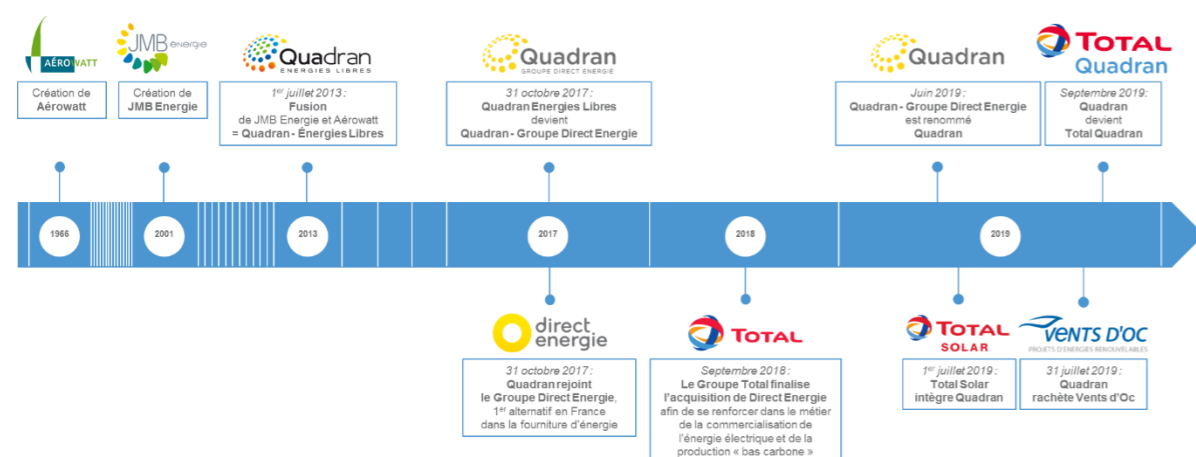 AÉROWATT
Création de
Aérowatt
JMB énergie
Création de
JMB Energie
Quadran
ÉNERGIES LIBRES
1er juillet 2013 :
Fusion
de JMB Energie et Aérowatt
= Quadran - Énergies Libres
Quadran
GROUPE DIRECT ENERGIE
31 octobre 2017 :
Quadran Energies Libres
devient
Quadran - Groupe Direct Energie
Quadran
Juin 2019 :
Quadran - Groupe Direct Energie
est renommé
Quadran
TOTAL
Quadran
Septembre 2019:
Quadran
devient
Total Quadran
1966
2001
2013
2017
2018
2019
direct
energie
31 octobre 2017 :
Quadran rejoint
le Groupe Direct Energie,
1er alternatif en France
dans la fourniture d'énergie
TOTAL
Septembre 2018 :
Le Groupe Total finalise
l'acquisition de Direct Energie
afin de se renforcer dans le métier
de la commercialisation de
l'énergie électrique et de la
production « bas carbone »
TOTAL
SOLAR
1er juillet 2019 :
Total Solar
intègre Quadran
VENTS D'OC
PROJETS D'ENERGIES RENOUVELABLES
31 juillet 2019 :
Quadran
rachète Vents d'Oc